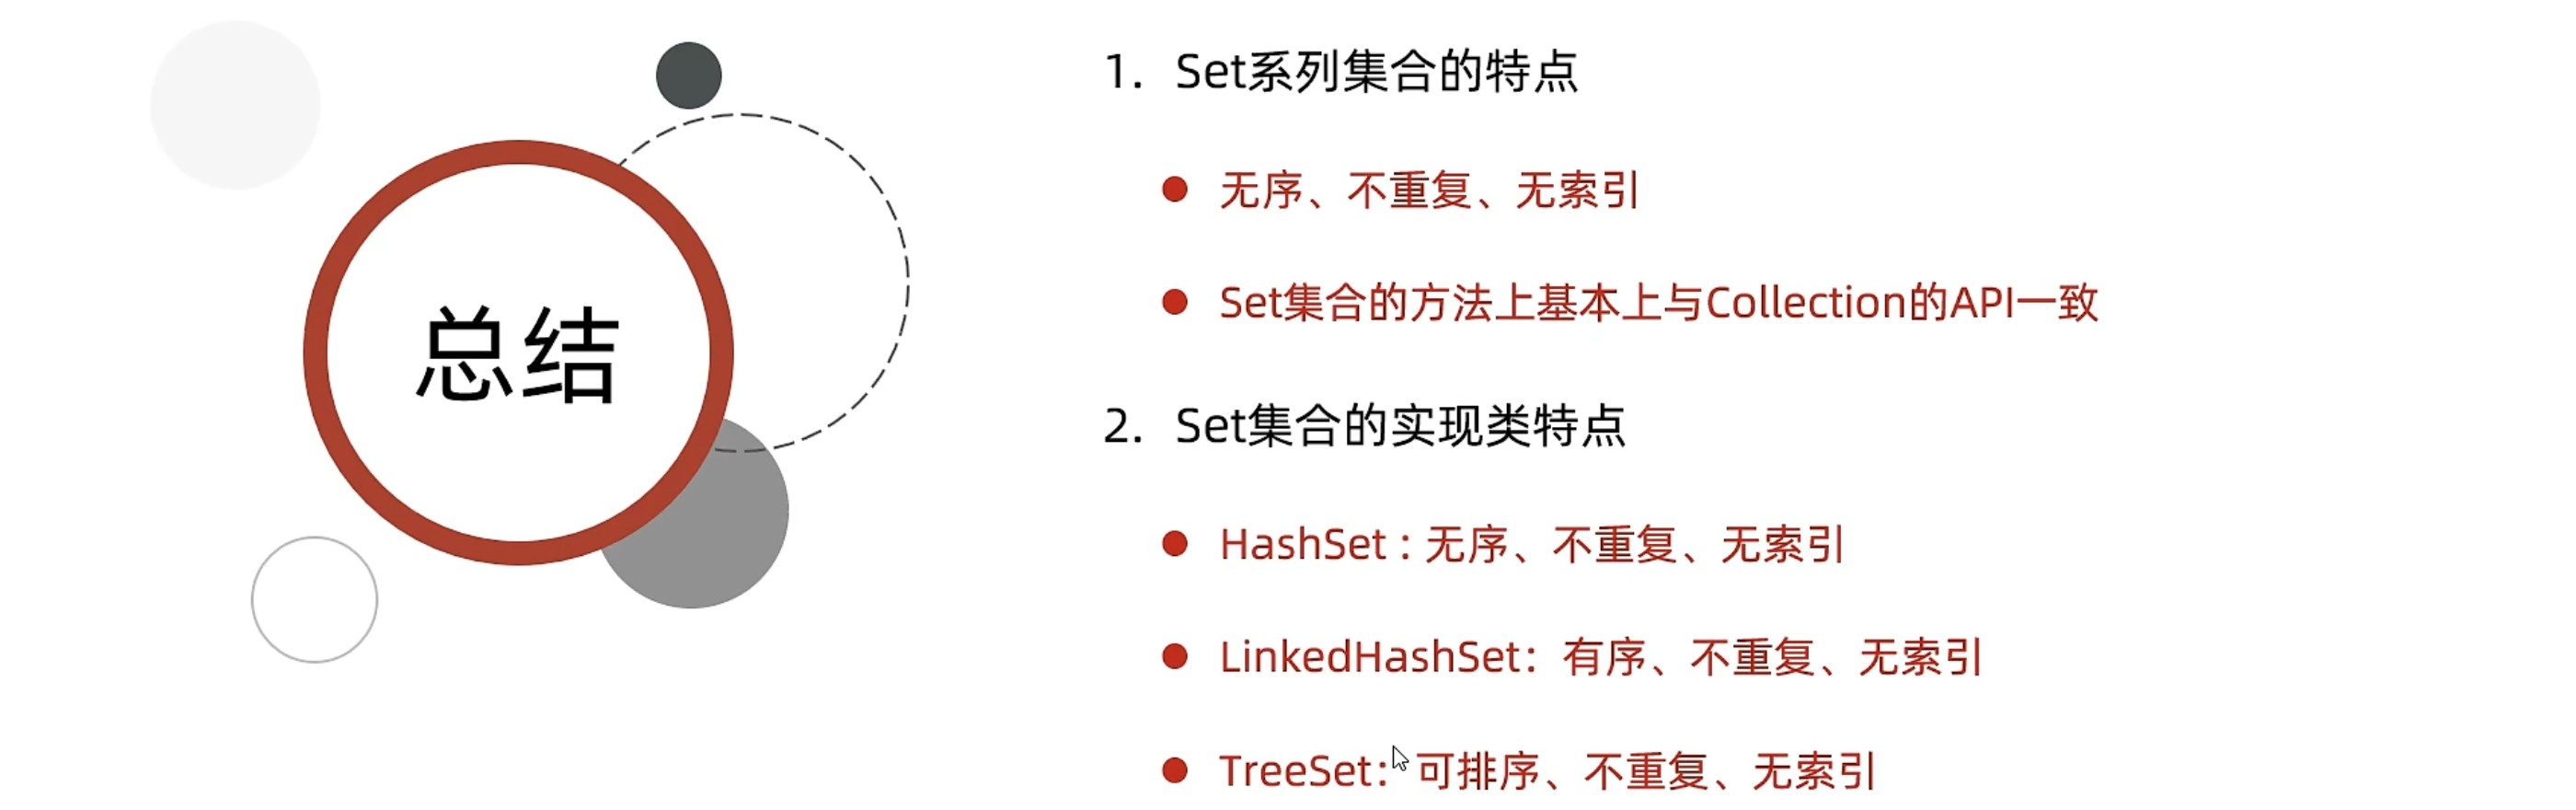 总结
1. Set系列集合的特点
无序、不重复、无索引
Set集合的方法上基本上与Collection的API一致
2. Set集合的实现类特点
HashSet : 无序、不重复、无索引
LinkedHashSet：有序、不重复、无索引
TreeSet：可排序、不重复、无索引